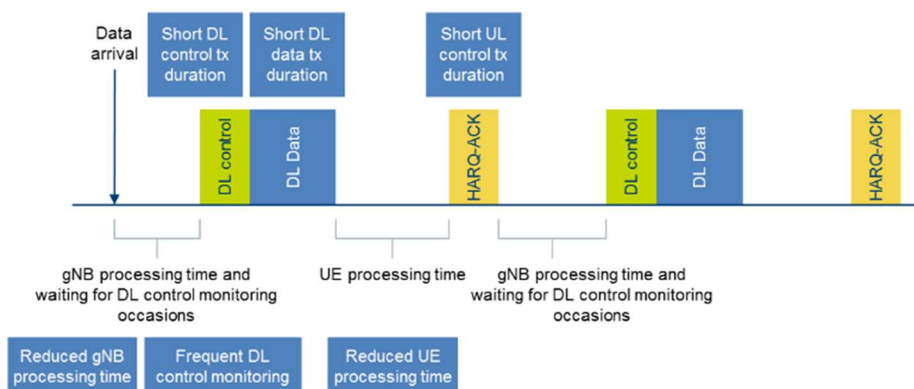 Data
arrival
Short DL
control tx
duration
Short DL
data tx
duration
Short UL
control tx
duration
DL control
DL Data
HARQ-ACK
DL control
DL Data
HARQ-ACK
gNB processing time and
waiting for DL control monitoring
occasions
UE processing time
gNB processing time and
waiting for DL control monitoring
occasions
Reduced gNB
processing time
Frequent DL
control monitoring
Reduced UE
processing time